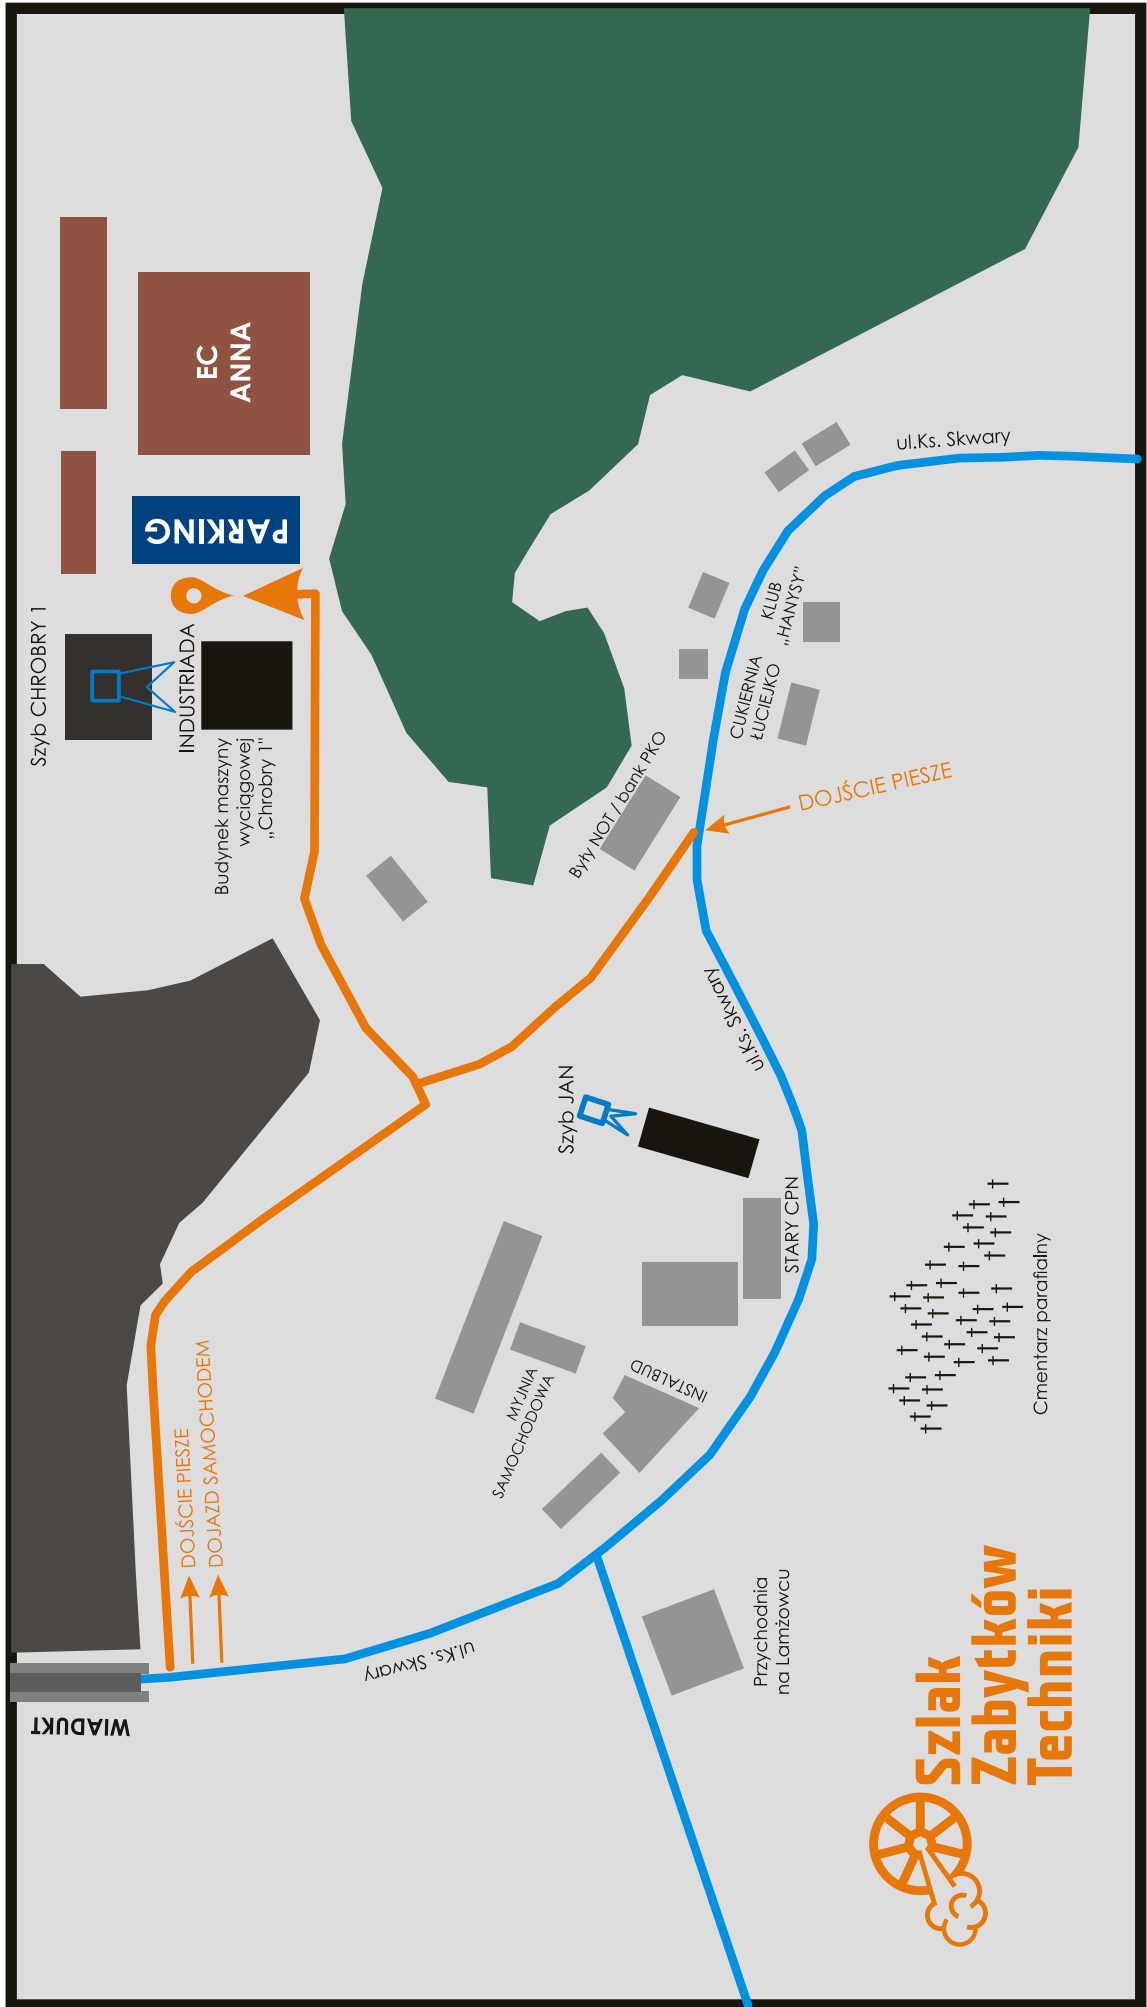 Szyb CHROBRY 1
INDUSTRIADA
Budynek maszyny
wyciągowej
„Chrobry 1"
PARKING
EC
ANNA
ul.Ks. Skwary
KLUB
„HANYSY"
CUKIERNIA
ŁUCIEJKO
Były NOT / bank PKO
DOJŚCIE PIESZE
ul.Ks. Skwary
Szyb JAN
STARY CPN
INSTALBUD
MYJNIA
SAMOCHODOWA
Cmentarz parafialny
DOJŚCIE PIESZE
DOJAZD SAMOCHODEM
ul.Ks. Skwary
WIADUKT
Przychodnia
na Lamżowcu
Szlak
Zabytków
Techniki